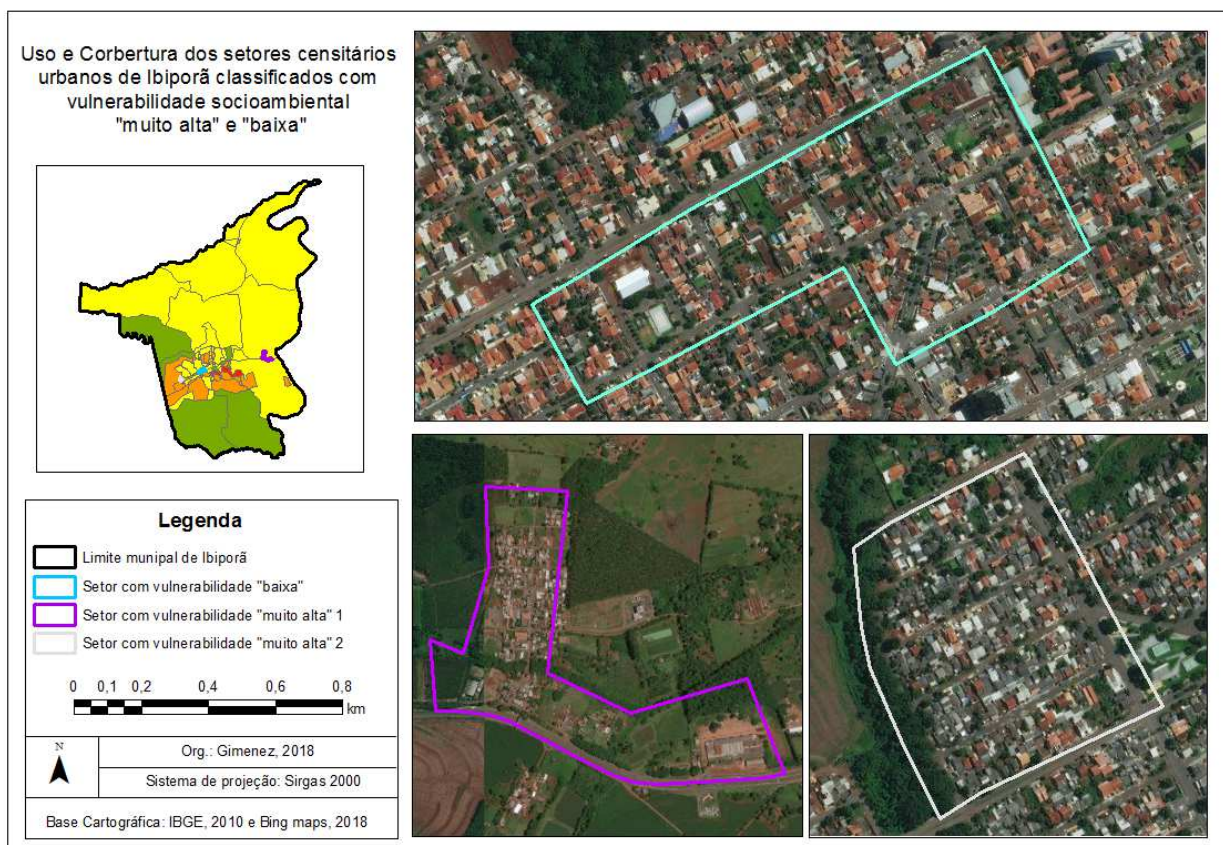 Uso e Corbertura dos setores censitários
urbanos de Ibiporã classificados com
vulnerabilidade socioambiental
"muito alta" e "baixa"
Legenda
Limite munipal de Ibiporã
Setor com vulnerabilidade "baixa"
Setor com vulnerabilidade "muito alta" 1
Setor com vulnerabilidade "muito alta" 2
0 0,1 0,2 0,4 0,6 0,8
km
N
Org.: Gimenez, 2018
Sistema de projeção: Sirgas 2000
Base Cartográfica: IBGE, 2010 e Bing maps, 2018